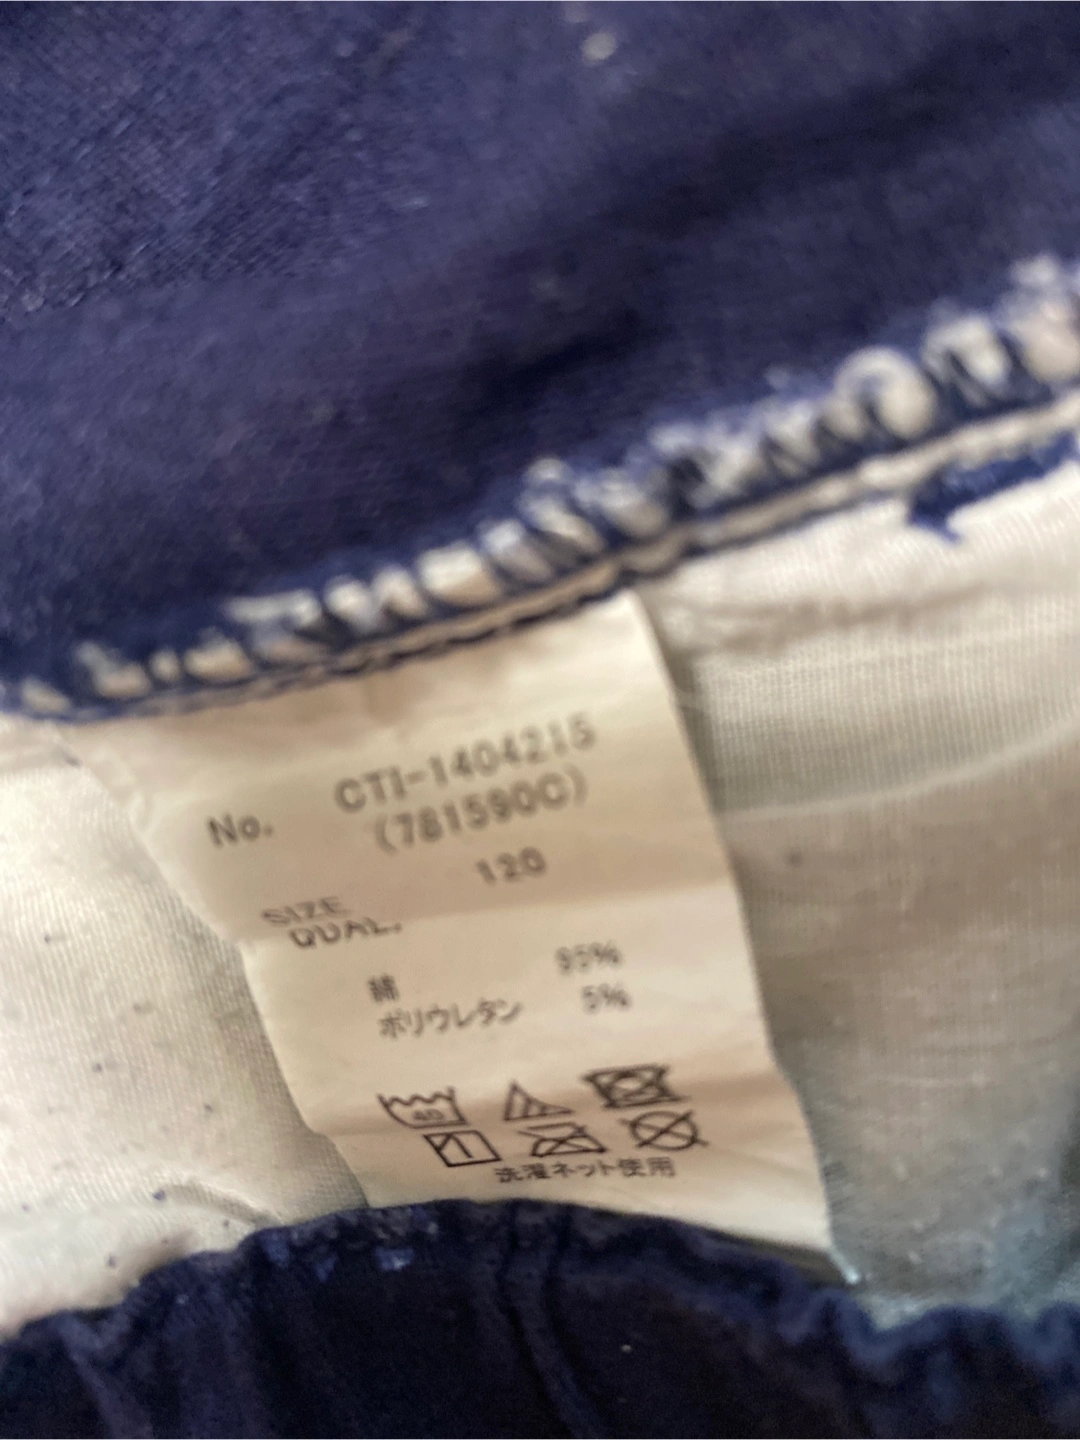 No. CTI-1404215
(781590C)
120
SIZE
QUAL.
綿 95%
ポリウレタン 5%
40
洗濯ネット使用